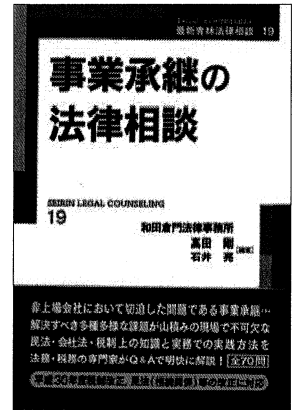 最新青林法律相談 19
事業承継の
法律相談
SEIRIN LEGAL COUNSELING
19
和田倉門法律事務所
髙田 剛
石井 亮 [編著]
非上場会社において切迫した問題である事業承継…
解決すべき多種多様な課題が山積みの現場で不可欠な
民法・会社法・税制上の知識と実務での実践方法を
法務・税務の専門家がQ&Aで明快に解説！ 全70問